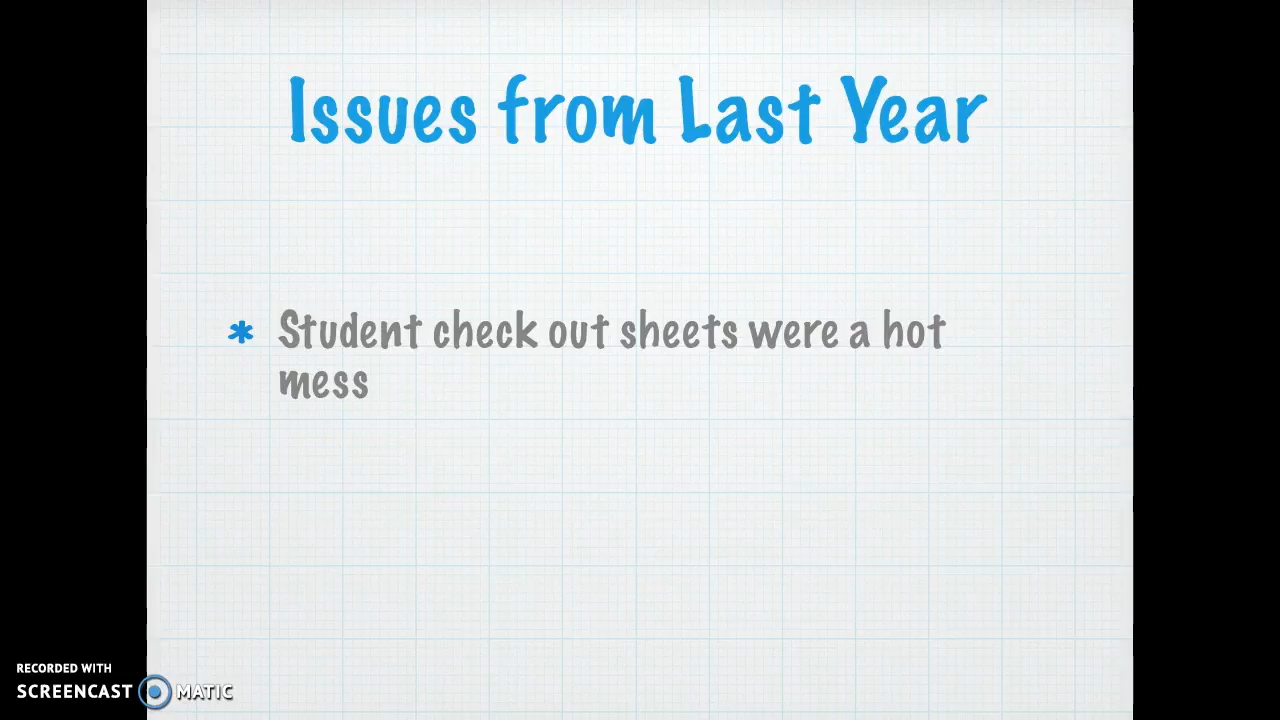 Issues from Last Year
* Student check out sheets were a hot
mess
RECORDED WITH
SCREENCAST MATIC